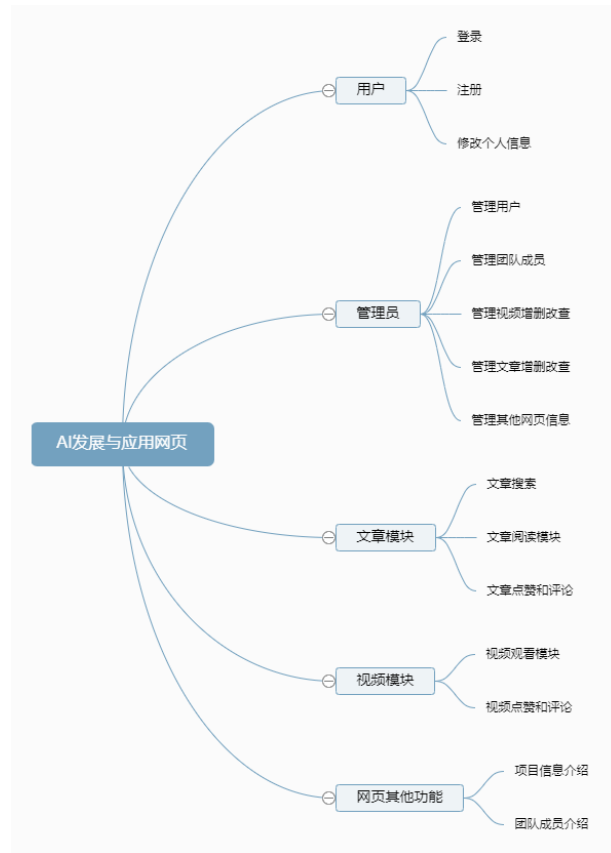 登录
用户
注册
修改个人信息
管理用户
管理团队成员
管理员
管理视频增删改查
管理文章增删改查
管理其他网页信息
AI发展与应用网页
文章搜索
文章模块
文章阅读模块
文章点赞和评论
视频观看模块
视频模块
视频点赞和评论
项目信息介绍
网页其他功能
团队成员介绍